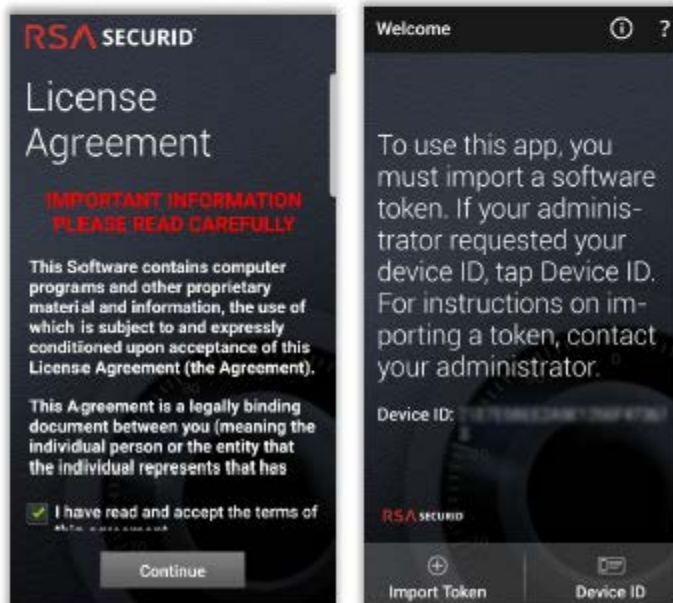 RSA SECURID
License
Agreement
IMPORTANT INFORMATION
PLEASE READ CAREFULLY
This Software contains computer
programs and other proprietary
material and information, the use of
which is subject to and expressly
conditioned upon acceptance of this
License Agreement (the Agreement).
This Agreement is a legally binding
document between you (meaning the
individual person or the entity that
the individual represents that has
I have read and accept the terms of
this agreement
Continue
Welcome
?
To use this app, you
must import a software
token. If your adminis-
trator requested your
device ID, tap Device ID.
For instructions on im-
porting a token, contact
your administrator.
Device ID:
RSA SECURID
Import Token
Device ID